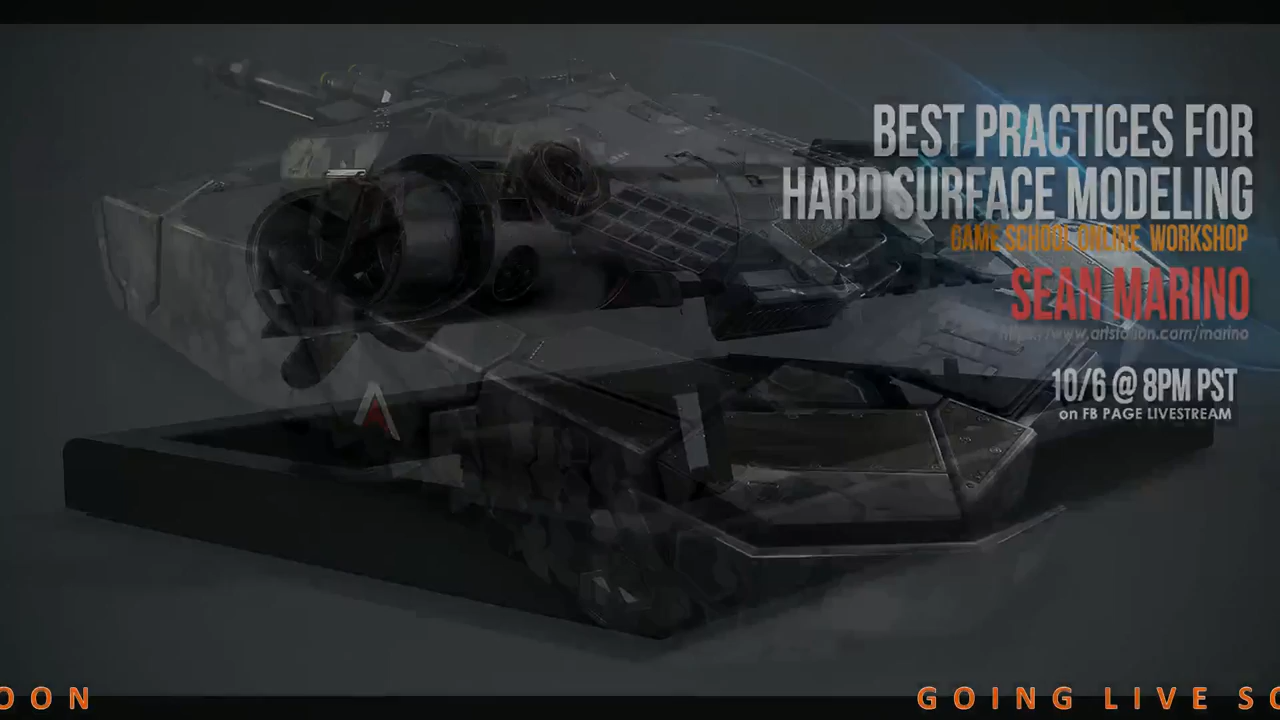 BEST PRACTICES FOR
HARD SURFACE MODELING
GAME SCHOOL ONLINE WORKSHOP
SEAN MARINO
https://www.artstation.com/marino
10/6 @ 8PM PST
on FB PAGE LIVESTREAM
OON GOING LIVE SO